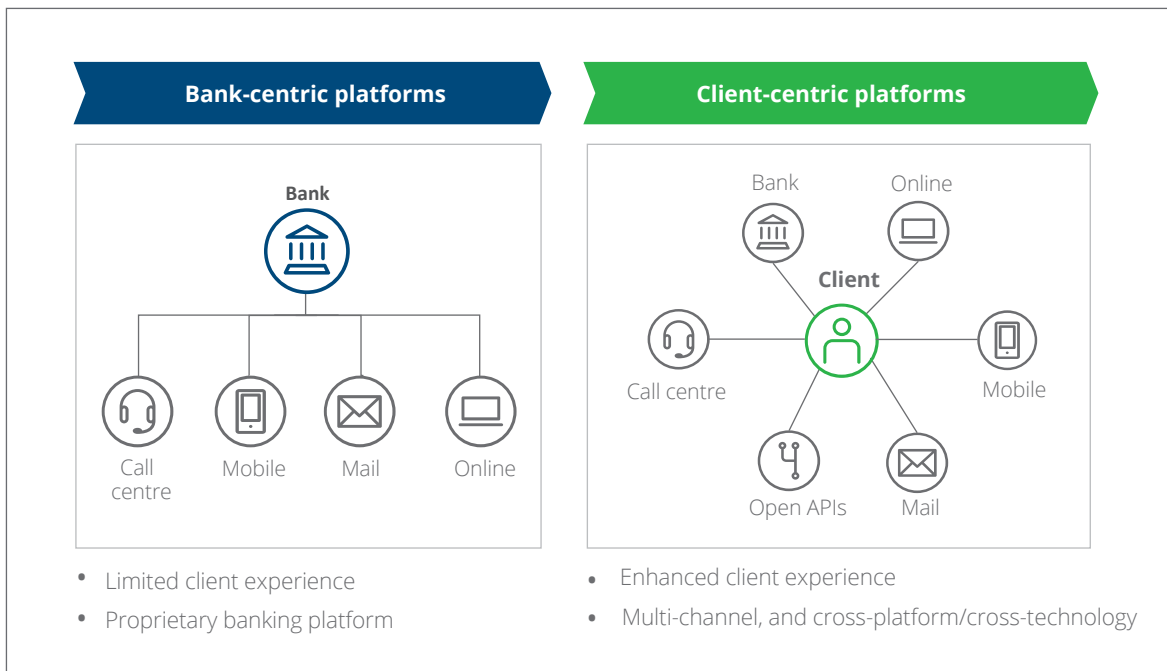 Bank-centric platforms
Bank
Call
centre
Mobile
Mail
Online
Limited client experience
Proprietary banking platform
Client-centric platforms
Bank
Online
Client
Call centre
Mobile
Open APIs
Mail
Enhanced client experience
Multi-channel, and cross-platform/cross-technology